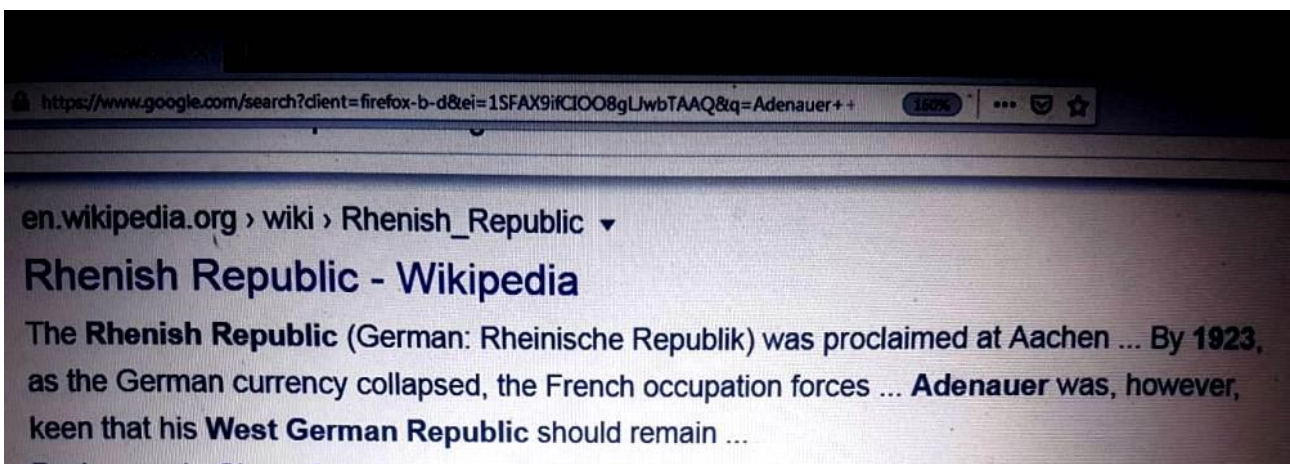 https://www.google.com/search?client=firefox-b-d&ei=1SFAX9ifCIOO8gLJwbTAAQ&q=Adenauer++ 160%
en.wikipedia.org › wiki › Rhenish_Republic
Rhenish Republic - Wikipedia
The Rhenish Republic (German: Rheinische Republik) was proclaimed at Aachen ... By 1923,
as the German currency collapsed, the French occupation forces ... Adenauer was, however,
keen that his West German Republic should remain ...